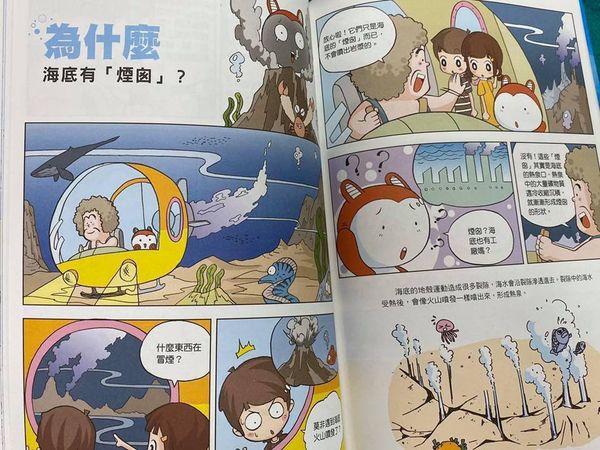 為什麼
海底有「煙囪」？
什麼東西在
冒煙？
莫非遇到海底
火山噴發了？
放心啦！它們只是海
底的「煙囪」而已，
不會噴出岩漿的。
煙囪？海
底也有工
廠嗎？
沒有！這些「煙
囪」其實是海底
的熱泉口。熱泉
中的大量礦物質
遇冷收縮沉積，
就漸漸形成煙囪
的形狀。
海底的地殼運動造成很多裂隙，海水會沿裂隙滲透進去。裂隙中的海水
受熱後，會像火山噴發一樣噴出來，形成熱泉。